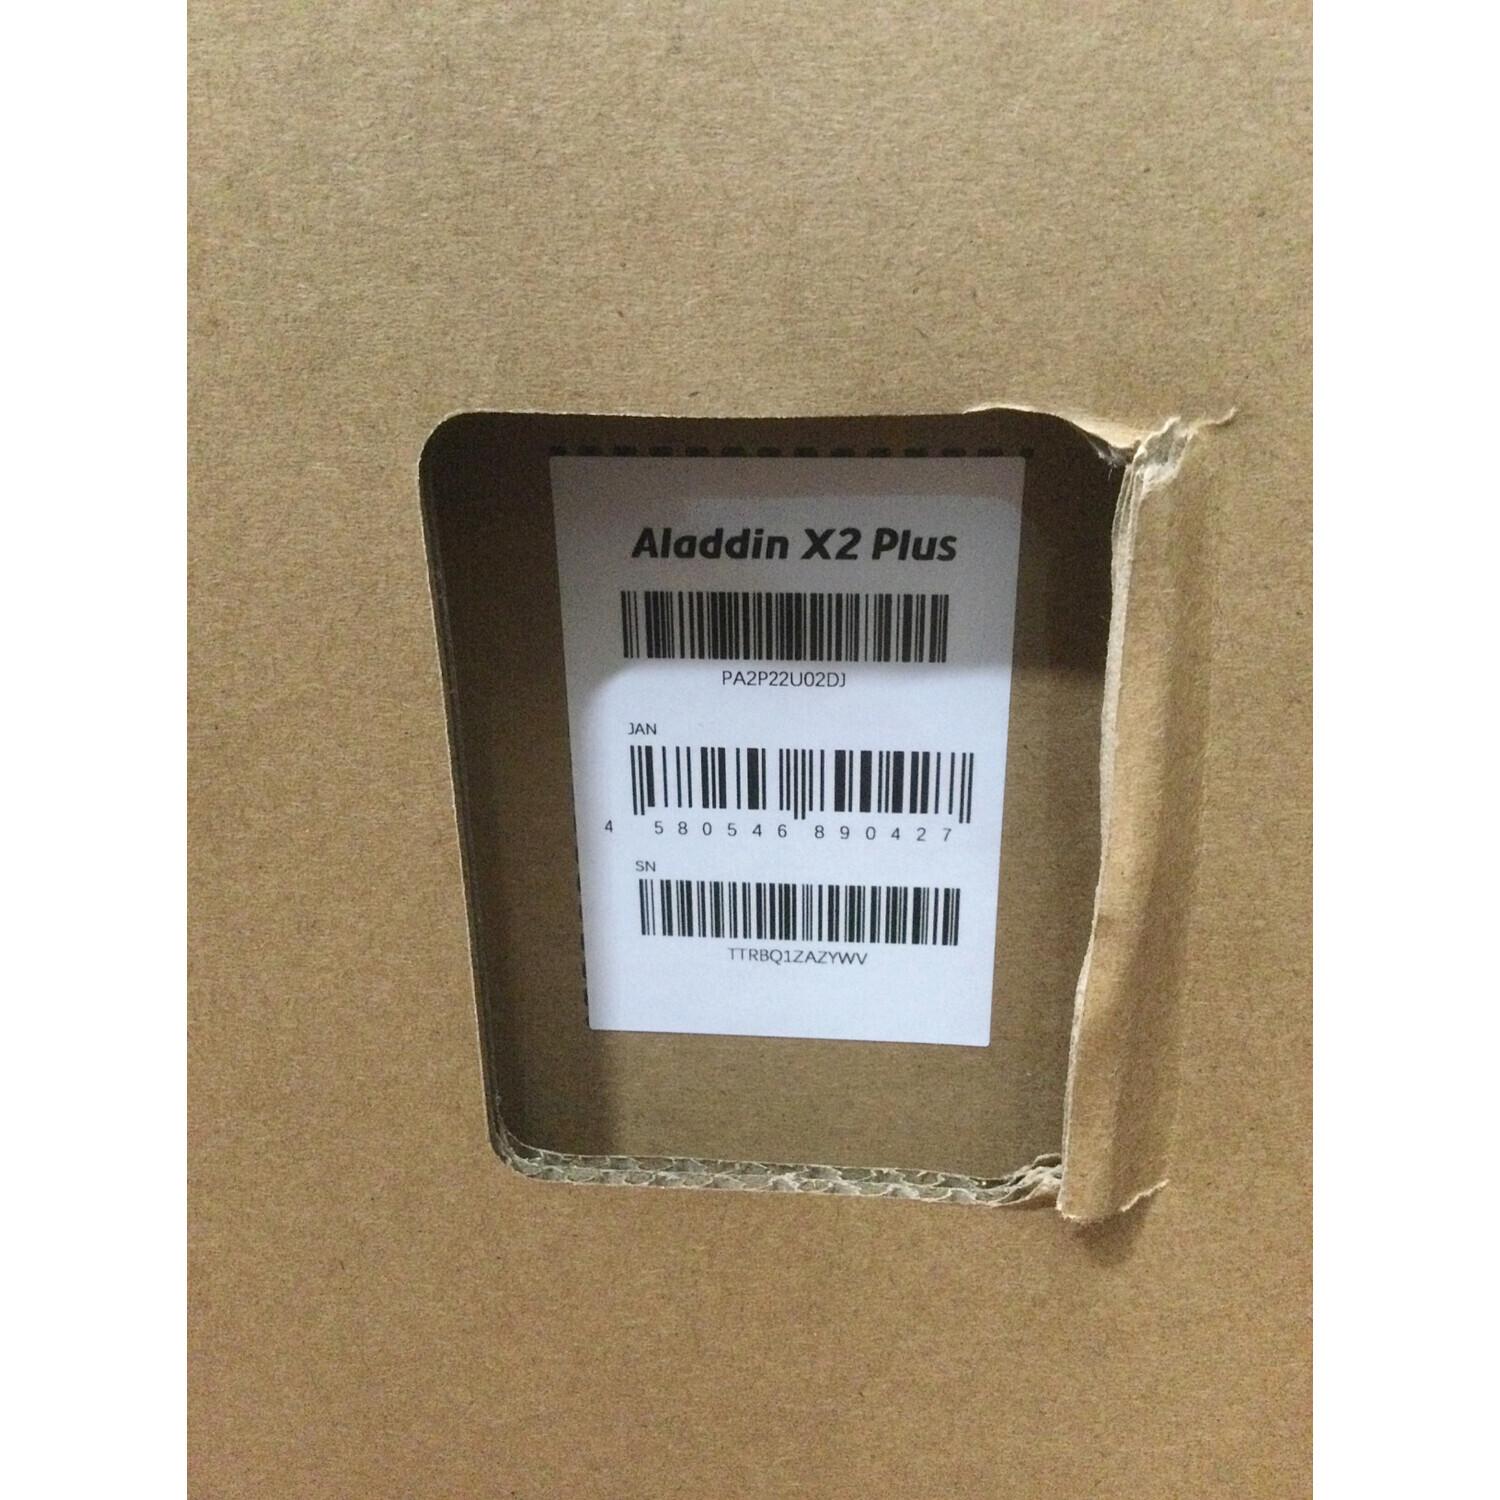 Aladdin X2 Plus
PA2P22U02DJ
JAN
4 580546 890427
SN
TTRBQ1ZAZYWV